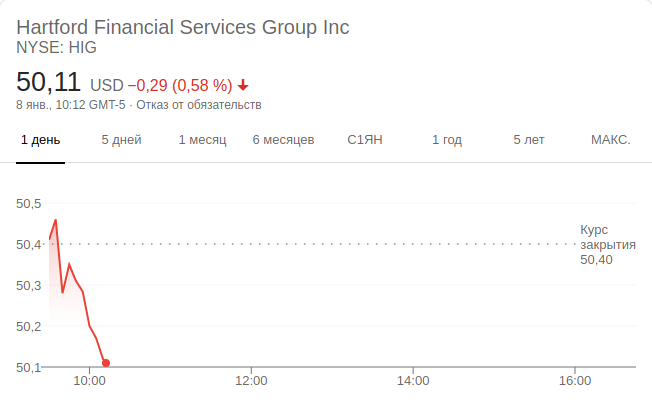 Hartford Financial Services Group Inc
NYSE: HIG
50,11 USD −0,29 (0,58 %)
8 янв., 10:12 GMT-5 · Отказ от обязательств
1 день 5 дней 1 месяц 6 месяцев С1ЯН 1 год 5 лет МАКС.
50,5
Курс
50,4 закрытия
50,40
50,3
50,2
50,1
10:00 12:00 14:00 16:00